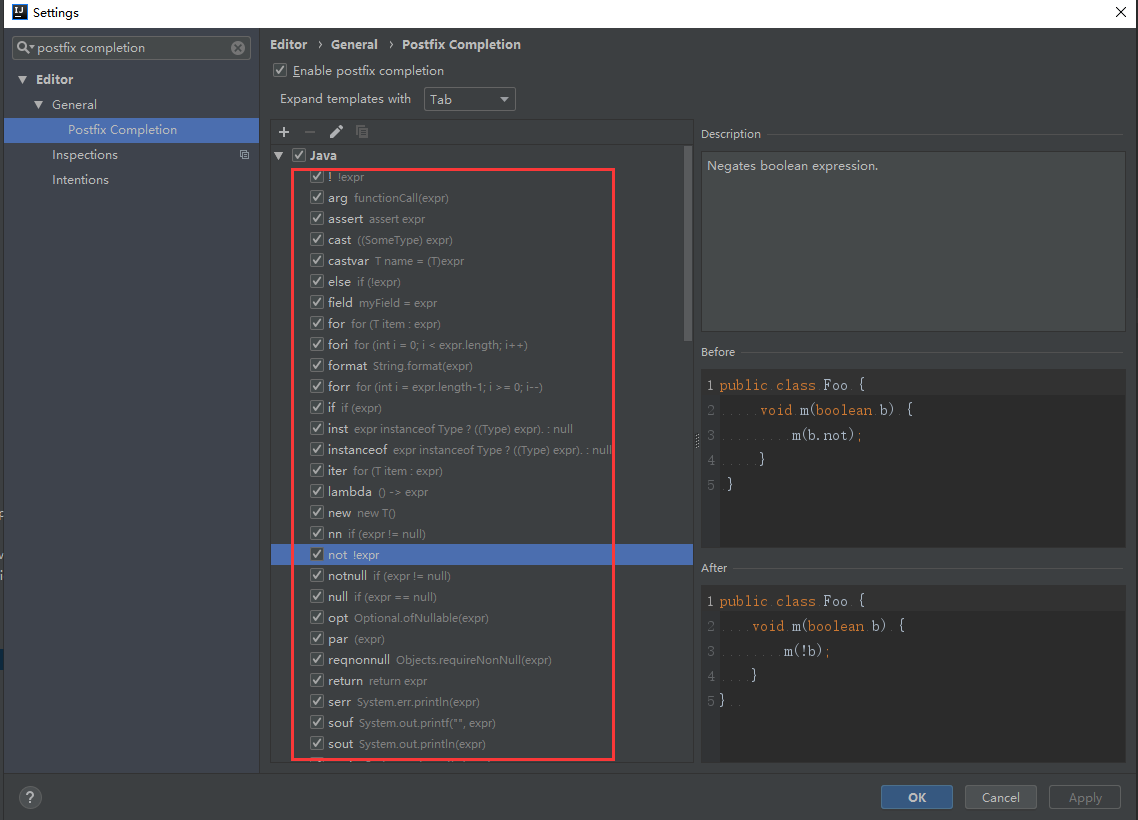 IJ Settings
postfix completion
Editor
General
Postfix Completion
Inspections
Intentions
Editor › General › Postfix Completion
Enable postfix completion
Expand templates with Tab
Java
! !expr
arg functionCall(expr)
assert assert expr
cast ((SomeType) expr)
castvar T name = (T)expr
else if (!expr)
field myField = expr
for for (T item : expr)
fori for (int i = 0; i < expr.length; i++)
format String.format(expr)
forr for (int i = expr.length-1; i >= 0; i--)
if if (expr)
inst expr instanceof Type ? ((Type) expr). : null
instanceof expr instanceof Type ? ((Type) expr). : null
iter for (T item : expr)
lambda () -> expr
new new T()
nn if (expr != null)
not !expr
notnull if (expr != null)
null if (expr == null)
opt Optional.ofNullable(expr)
par (expr)
reqnonnull Objects.requireNonNull(expr)
return return expr
serr System.err.println(expr)
souf System.out.printf("", expr)
sout System.out.println(expr)
Description
Negates boolean expression.
Before
1 public class Foo {
2 void m(boolean b) {
3 m(b.not);
4 }
5 }
After
1 public class Foo {
2 void m(boolean b) {
3 m(!b);
4 }
5 }
?
OK
Cancel
Apply